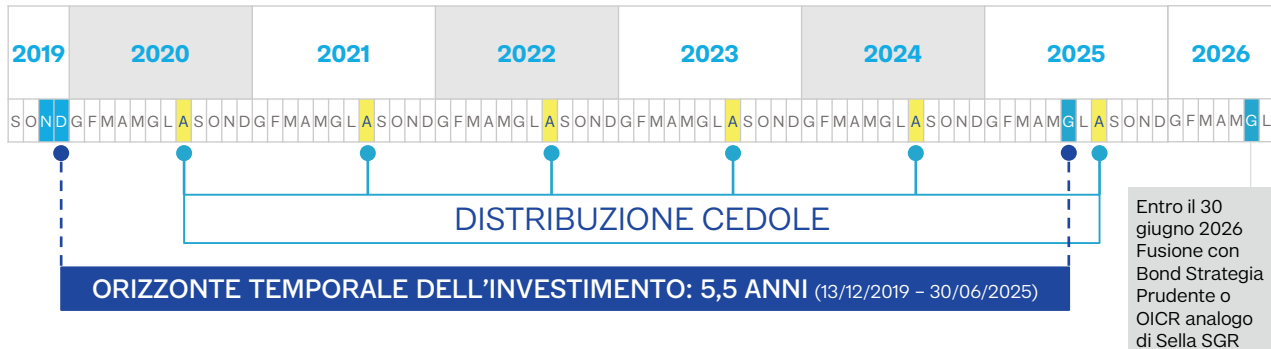 2019 2020 2021 2022 2023 2024 2025 2026
S O N D G F M A M G L A S O N D G F M A M G L A S O N D G F M A M G L A S O N D G F M A M G L A S O N D G F M A M G L A S O N D G F M A M G L A S O N D G F M A M G L
DISTRIBUZIONE CEDOLE
ORIZZONTE TEMPORALE DELL'INVESTIMENTO: 5,5 ANNI (13/12/2019 – 30/06/2025)
Entro il 30
giugno 2026
Fusione con
Bond Strategia
Prudente o
OICR analogo
di Sella SGR